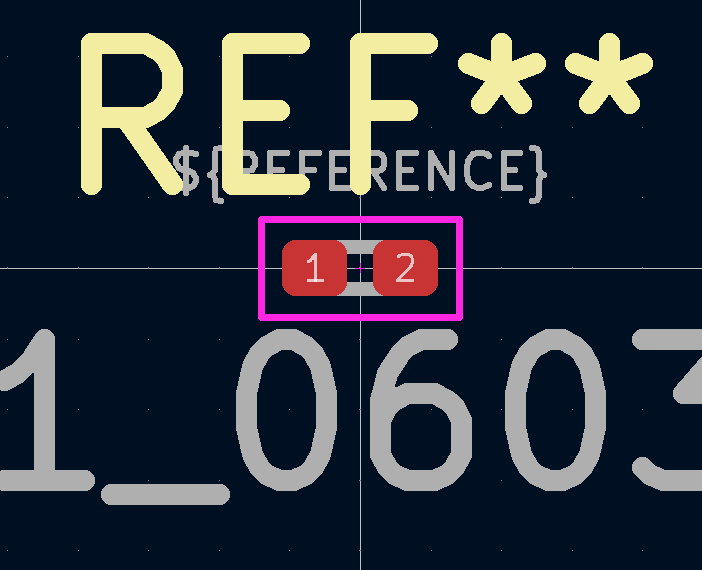 REF**
${REFERENCE}
1 2
1_0603